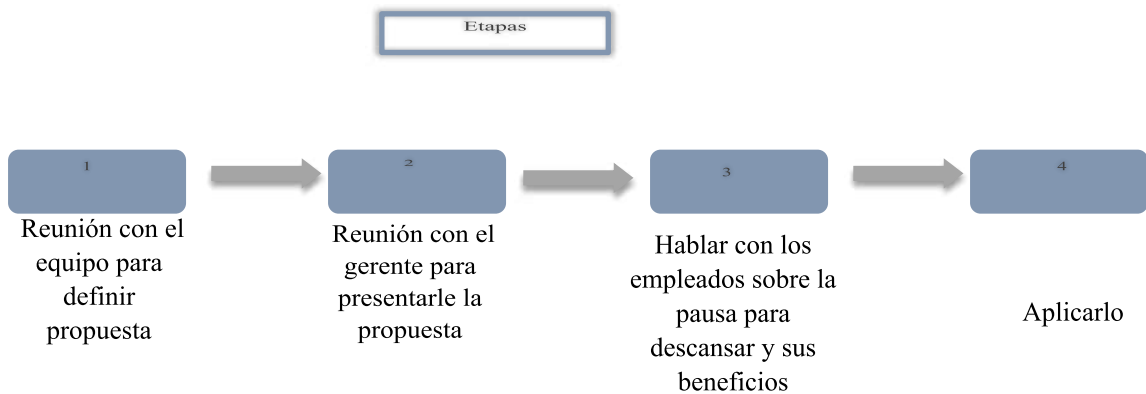 Etapas
1
Reunión con el
equipo para
definir
propuesta
2
Reunión con el
gerente para
presentarle la
propuesta
3
Hablar con los
empleados sobre la
pausa para
descansar y sus
beneficios
4
Aplicarlo